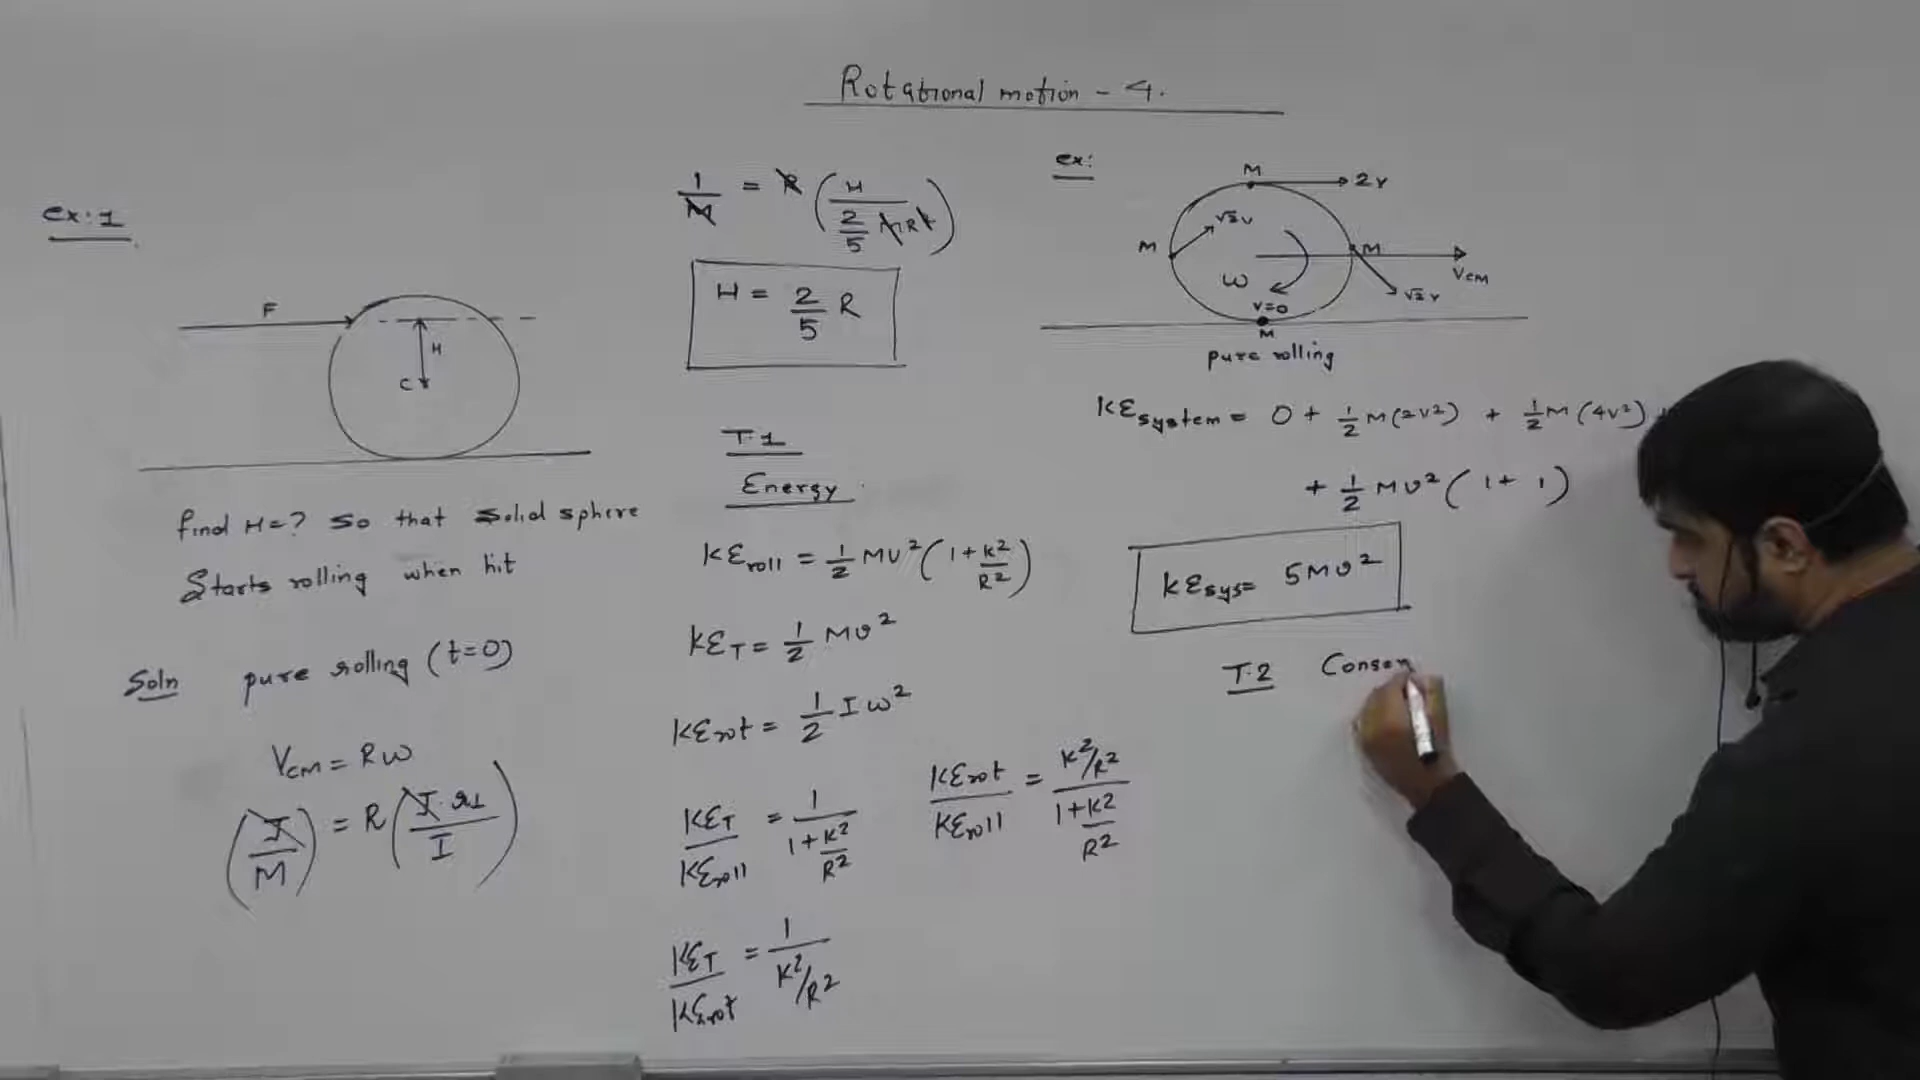 Rotational motion - 4.
ex: 1
F
H
C
find H=? so that solid sphere
Starts rolling when hit
Soln pure rolling (t=0)
Vcm = Rω
(J/M) = R (J·r⊥/I)
1/M = R (H / 2/5 MR²)
H = 2/5 R
T.1
Energy
KEroll = 1/2 Mv² (1 + K²/R²)
KET = 1/2 Mv²
KErot = 1/2 I ω²
KET/KEroll = 1/(1 + K²/R²)
KErot/KEroll = (K²/R²)/(1 + K²/R²)
KET/KErot = 1/(K²/R²)
ex:
M 2v
√2v
M
M
ω
Vcm
√2v
v=0
M
pure rolling
KEsystem = 0 + 1/2 M(2v²) + 1/2 M(4v²)
+ 1/2 Mv² (1 + 1)
KEsys = 5Mv²
T.2